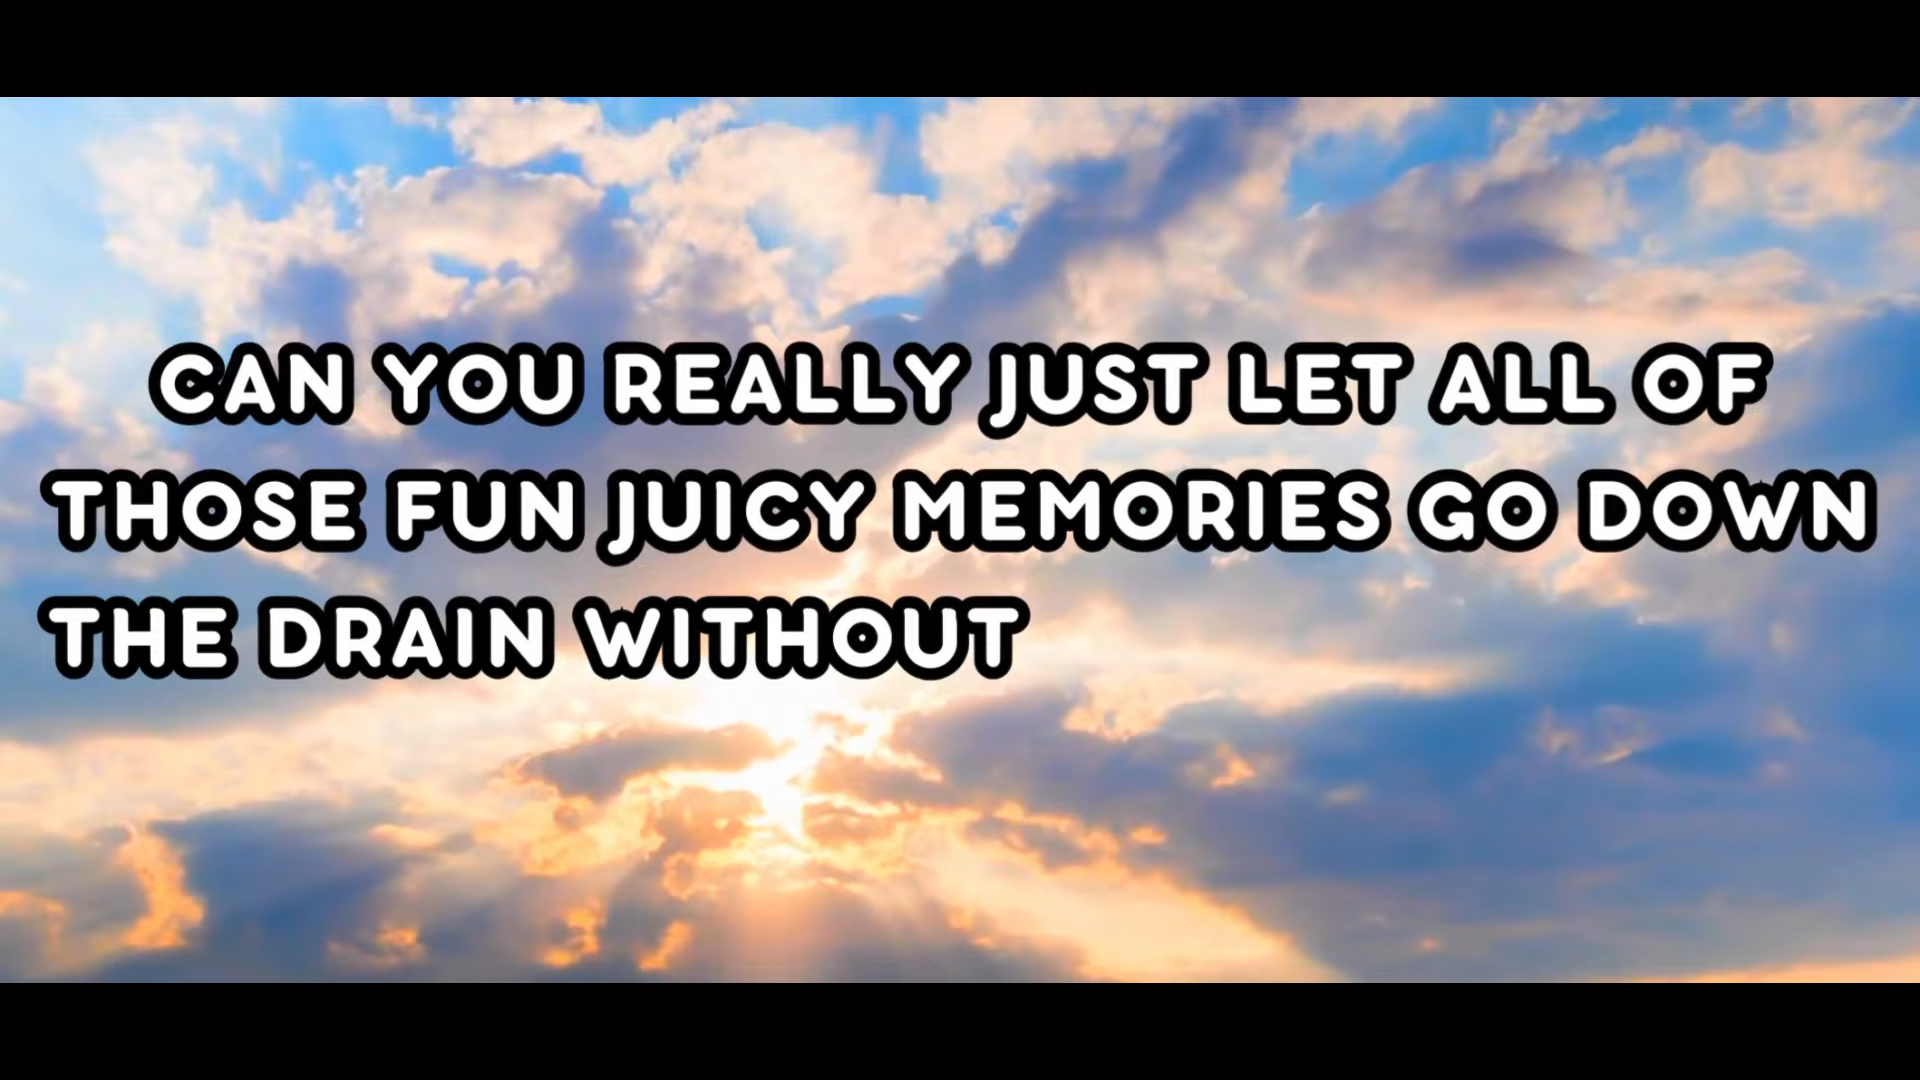 CAN YOU REALLY JUST LET ALL OF
THOSE FUN JUICY MEMORIES GO DOWN
THE DRAIN WITHOUT